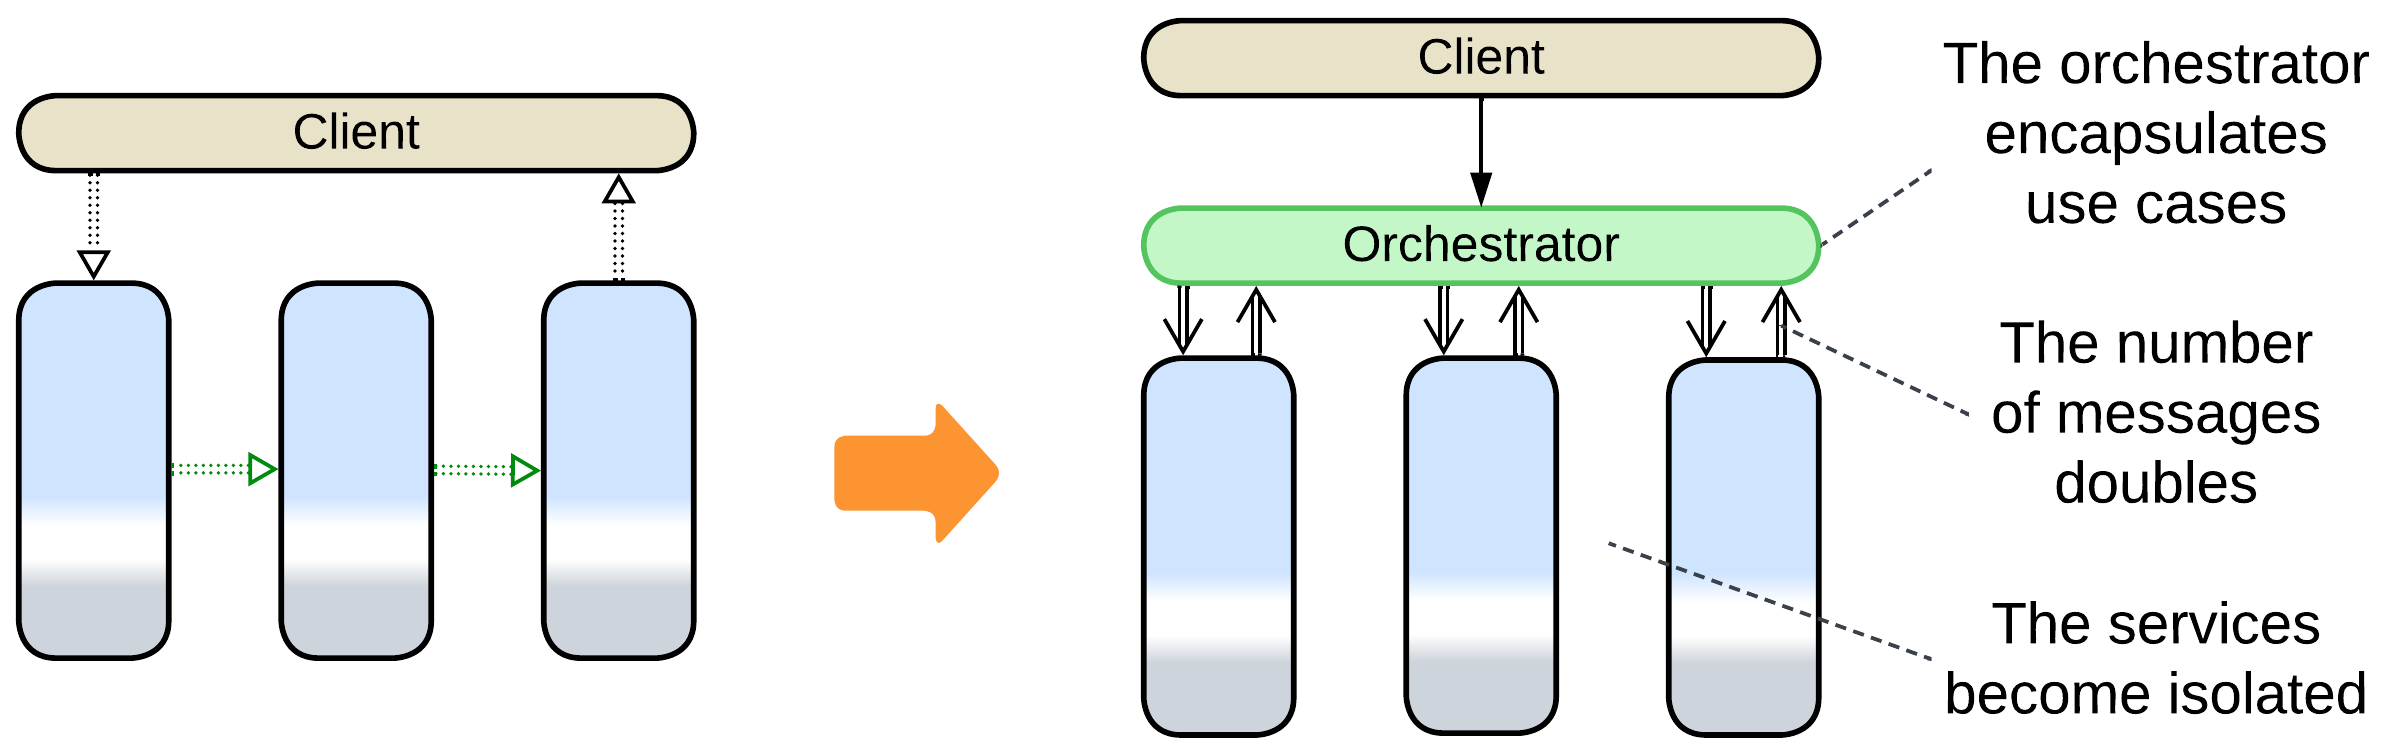 Client
Client
Orchestrator
The orchestrator
encapsulates
use cases
The number
of messages
doubles
The services
become isolated